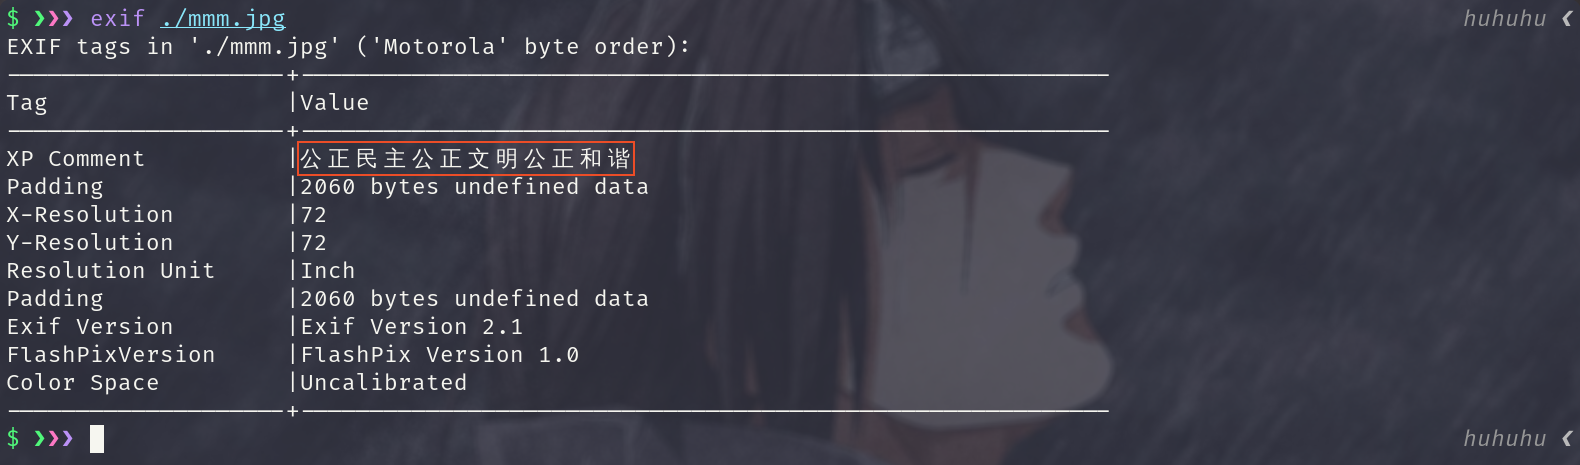 $ ❯❯❯ exif ./mmm.jpg huhuhu ❮
EXIF tags in './mmm.jpg' ('Motorola' byte order):
--------------------+----------------------------------------------------------
Tag                 |Value
--------------------+----------------------------------------------------------
XP Comment          |公正民主公正文明公正和谐
Padding             |2060 bytes undefined data
X-Resolution        |72
Y-Resolution        |72
Resolution Unit     |Inch
Padding             |2060 bytes undefined data
Exif Version        |Exif Version 2.1
FlashPixVersion     |FlashPix Version 1.0
Color Space         |Uncalibrated
--------------------+----------------------------------------------------------
$ ❯❯❯ huhuhu ❮